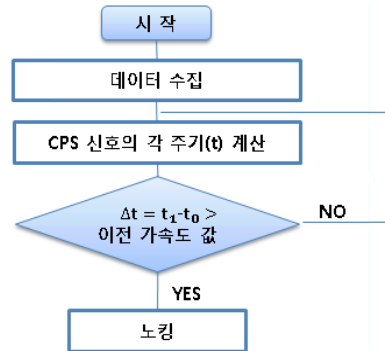 시 작
데이터 수집
CPS 신호의 각 주기(t) 계산
Δt = t₁-t₀ >
이전 가속도 값
NO
YES
노킹